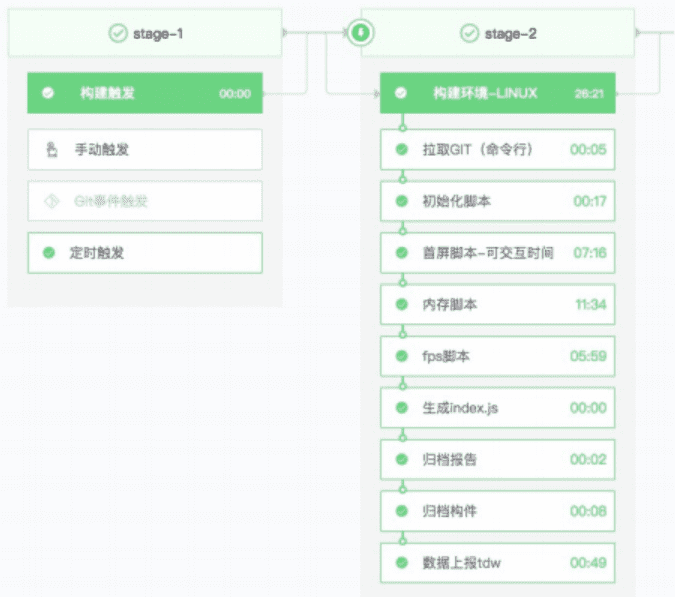 stage-1
构建触发 00:00
手动触发
Git事件触发
定时触发
stage-2
构建环境-LINUX 26:21
拉取GIT（命令行） 00:05
初始化脚本 00:17
首屏脚本-可交互时间 07:16
内存脚本 11:34
fps脚本 05:59
生成index.js 00:00
归档报告 00:02
归档构件 00:08
数据上报tdw 00:49